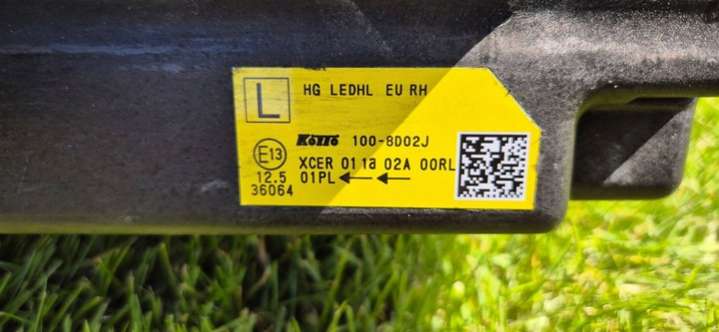 L
HG LEDHL EU RH
KOITO 100-8D02J
E13
XCER 01 1a 02A 00RL
12.5 01PL ←←
36064